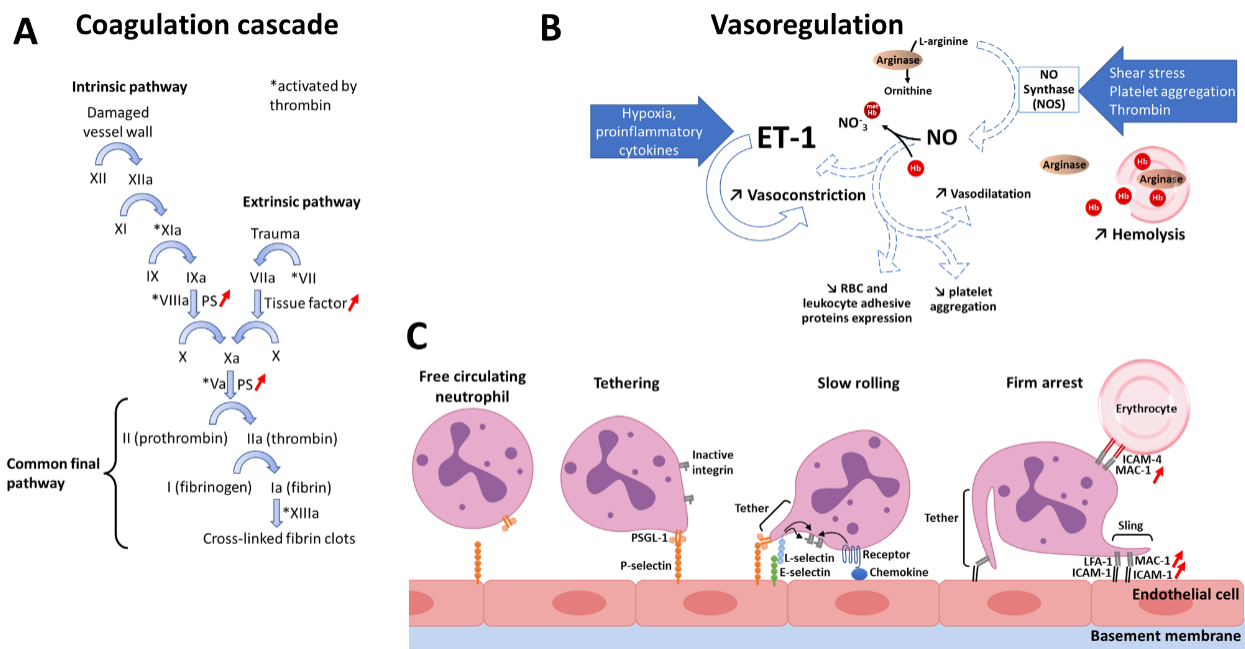 A
Coagulation cascade
Intrinsic pathway
*activated by
thrombin
Damaged
vessel wall
XII
XIIa
XI
*XIa
Extrinsic pathway
Trauma
IX
IXa
VIIa
*VII
*VIIIa
PS
Tissue factor
X
Xa
X
*Va
PS
Common final
pathway
II (prothrombin)
IIa (thrombin)
I (fibrinogen)
Ia (fibrin)
*XIIIa
Cross-linked fibrin clots
B
Vasoregulation
Hypoxia,
proinflammatory
cytokines
ET-1
↗ Vasoconstriction
L-arginine
Arginase
Ornithine
met
Hb
NO⁻₃
NO
Hb
NO
Synthase
(NOS)
Shear stress
Platelet aggregation
Thrombin
↗ Vasodilatation
↘ RBC and
leukocyte adhesive
proteins expression
↘ platelet
aggregation
Arginase
Hb
Arginase
Hb
Hb
Hb
↗ Hemolysis
C
Free circulating
neutrophil
Tethering
Inactive
integrin
PSGL-1
P-selectin
Slow rolling
Tether
L-selectin
E-selectin
Receptor
Chemokine
Firm arrest
Erythrocyte
ICAM-4
MAC-1
Tether
Sling
LFA-1
MAC-1
ICAM-1
ICAM-1
Endothelial cell
Basement membrane